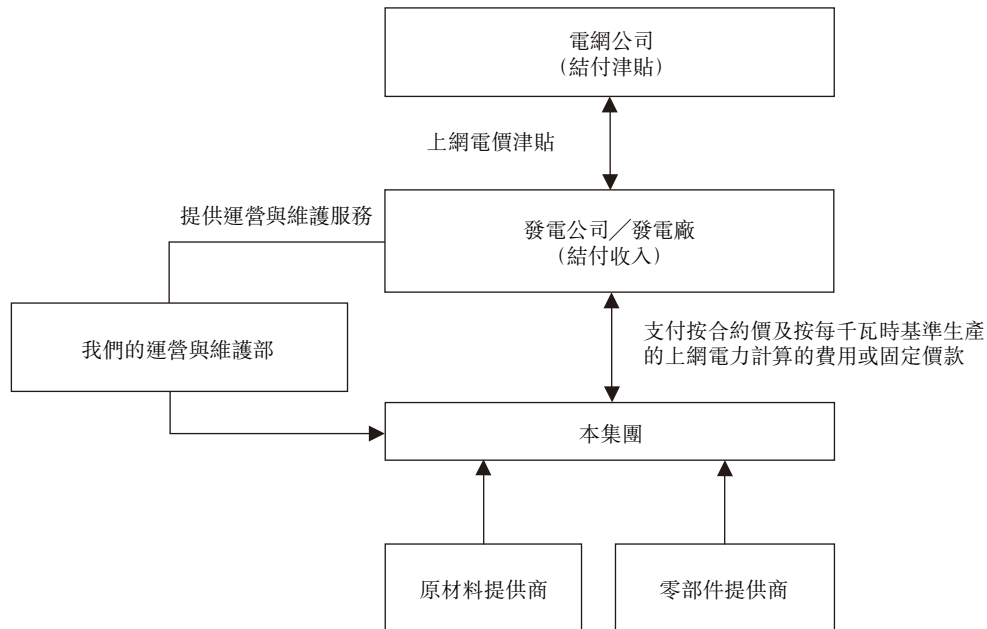 電網公司
（結付津貼）
上網電價津貼
提供運營與維護服務
發電公司／發電廠
（結付收入）
我們的運營與維護部
支付按合約價及按每千瓦時基準生產
的上網電力計算的費用或固定價款
本集團
原材料提供商
零部件提供商